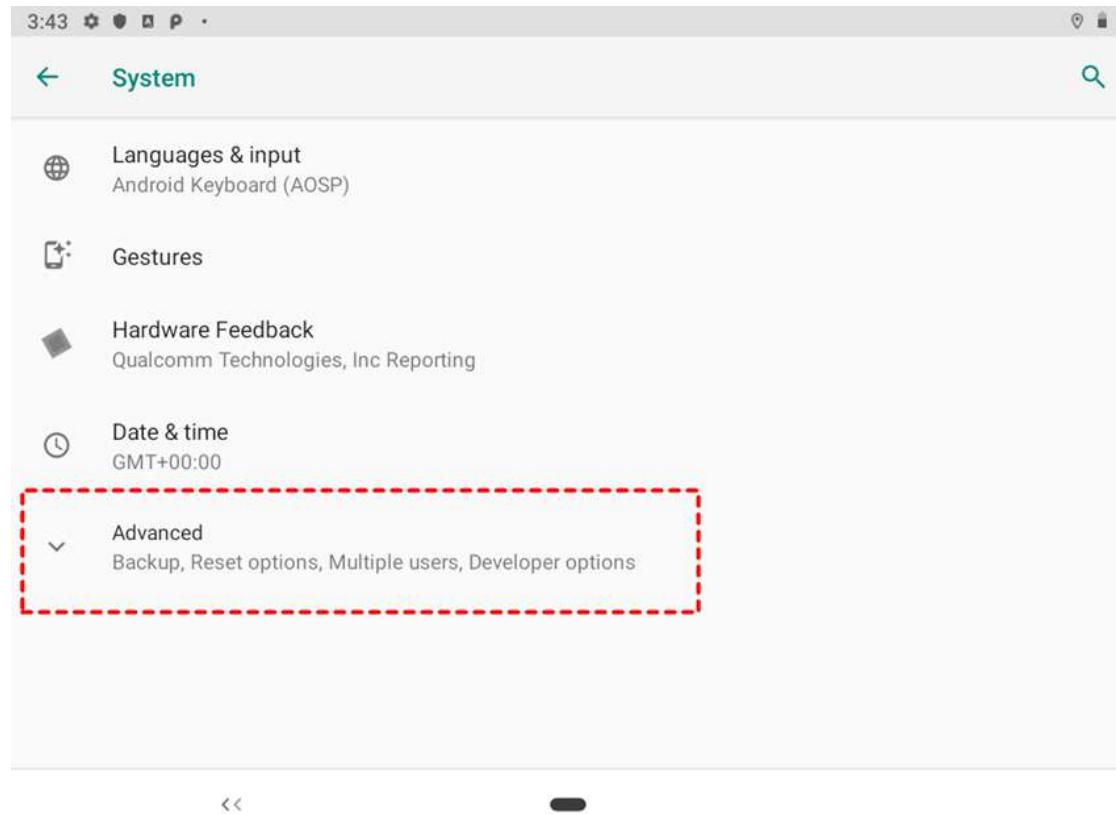 3:43
System
Languages & input
Android Keyboard (AOSP)
Gestures
Hardware Feedback
Qualcomm Technologies, Inc Reporting
Date & time
GMT+00:00
Advanced
Backup, Reset options, Multiple users, Developer options